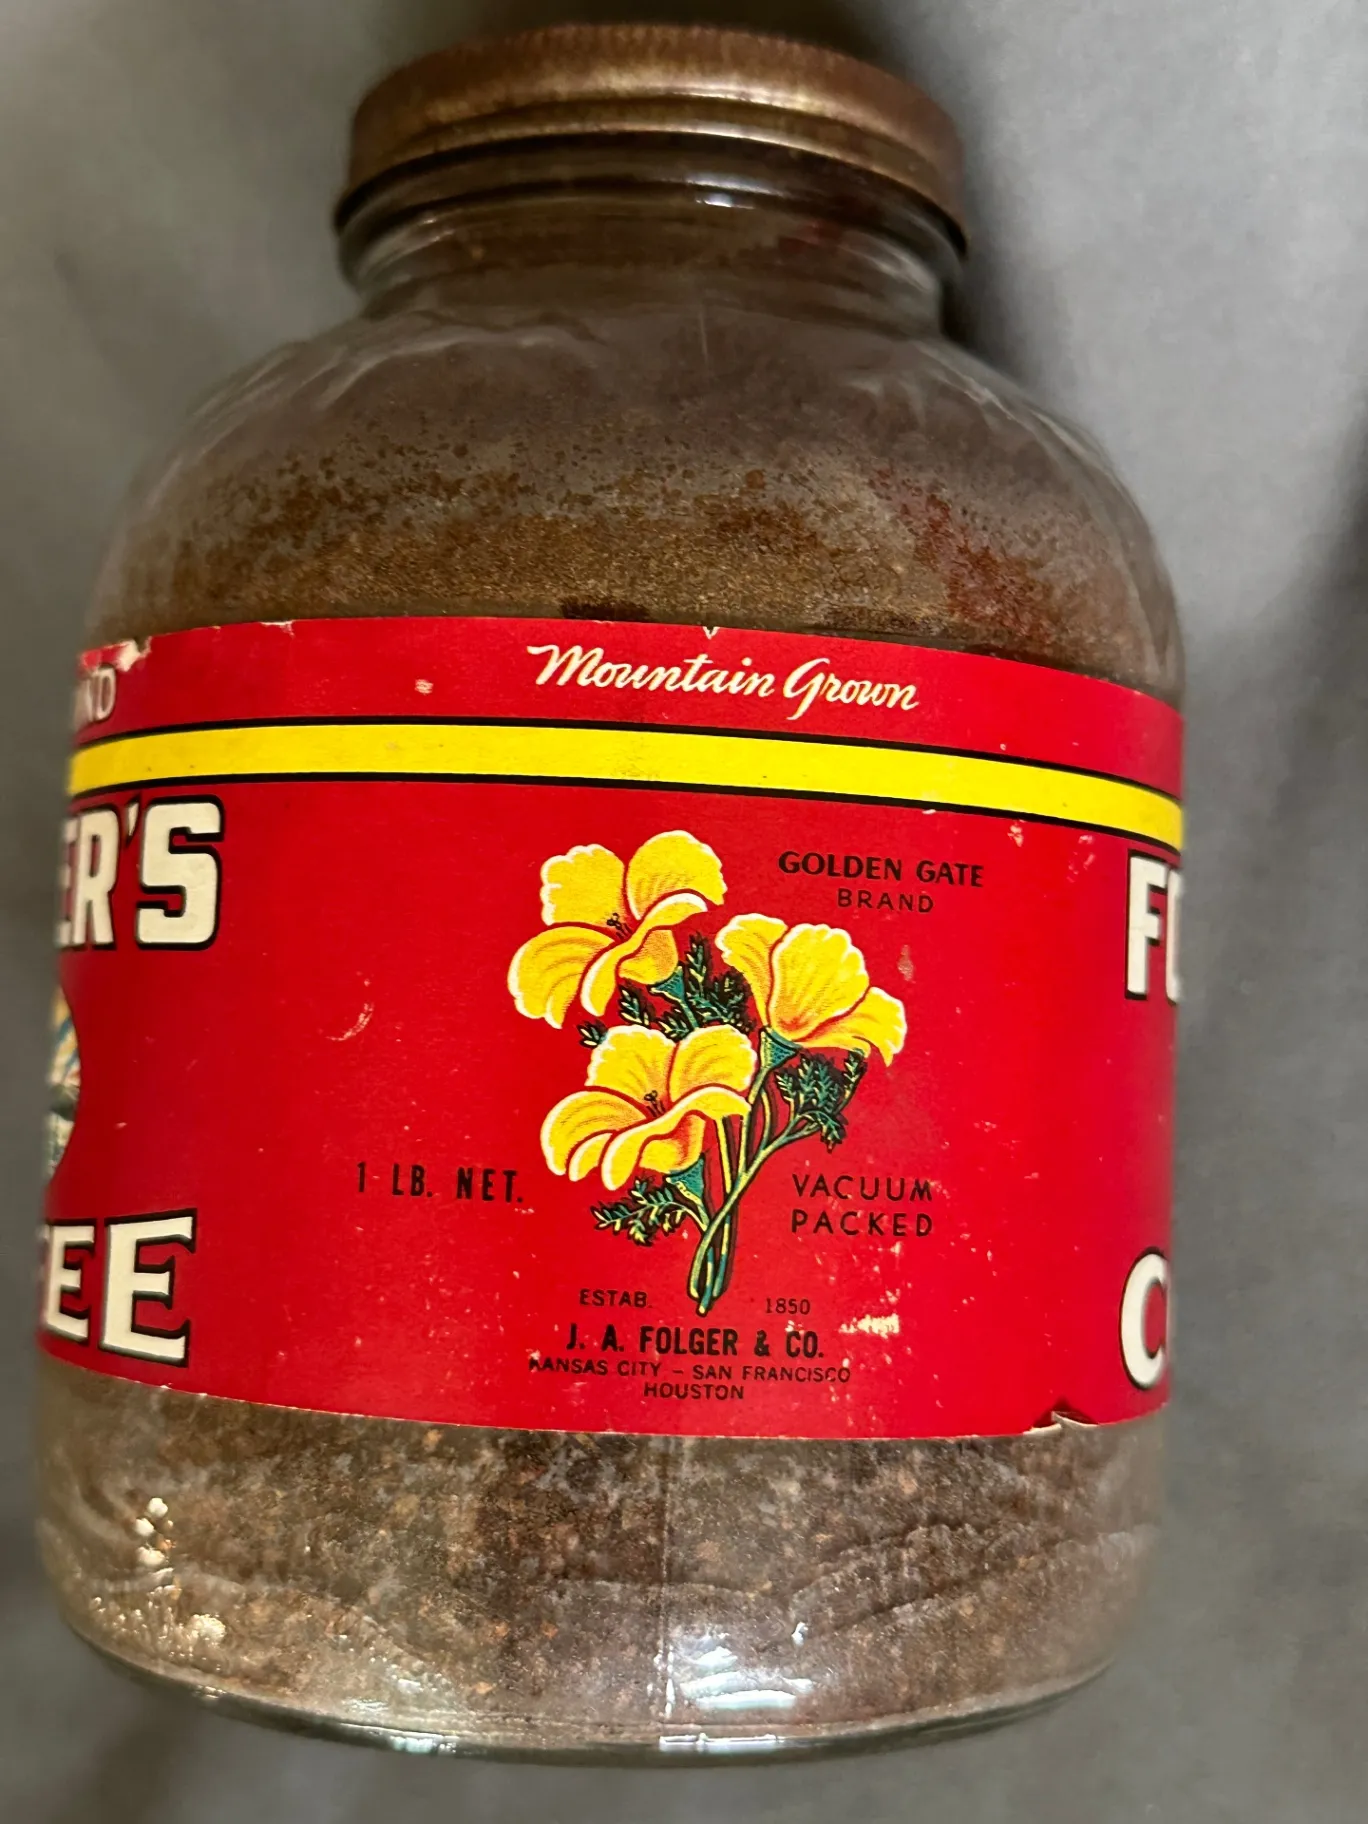 Mountain Grown
ER'S
GOLDEN GATE
BRAND
1 LB. NET.
VACUUM
PACKED
EE
ESTAB. 1850
J. A. FOLGER & CO.
KANSAS CITY – SAN FRANCISCO
HOUSTON